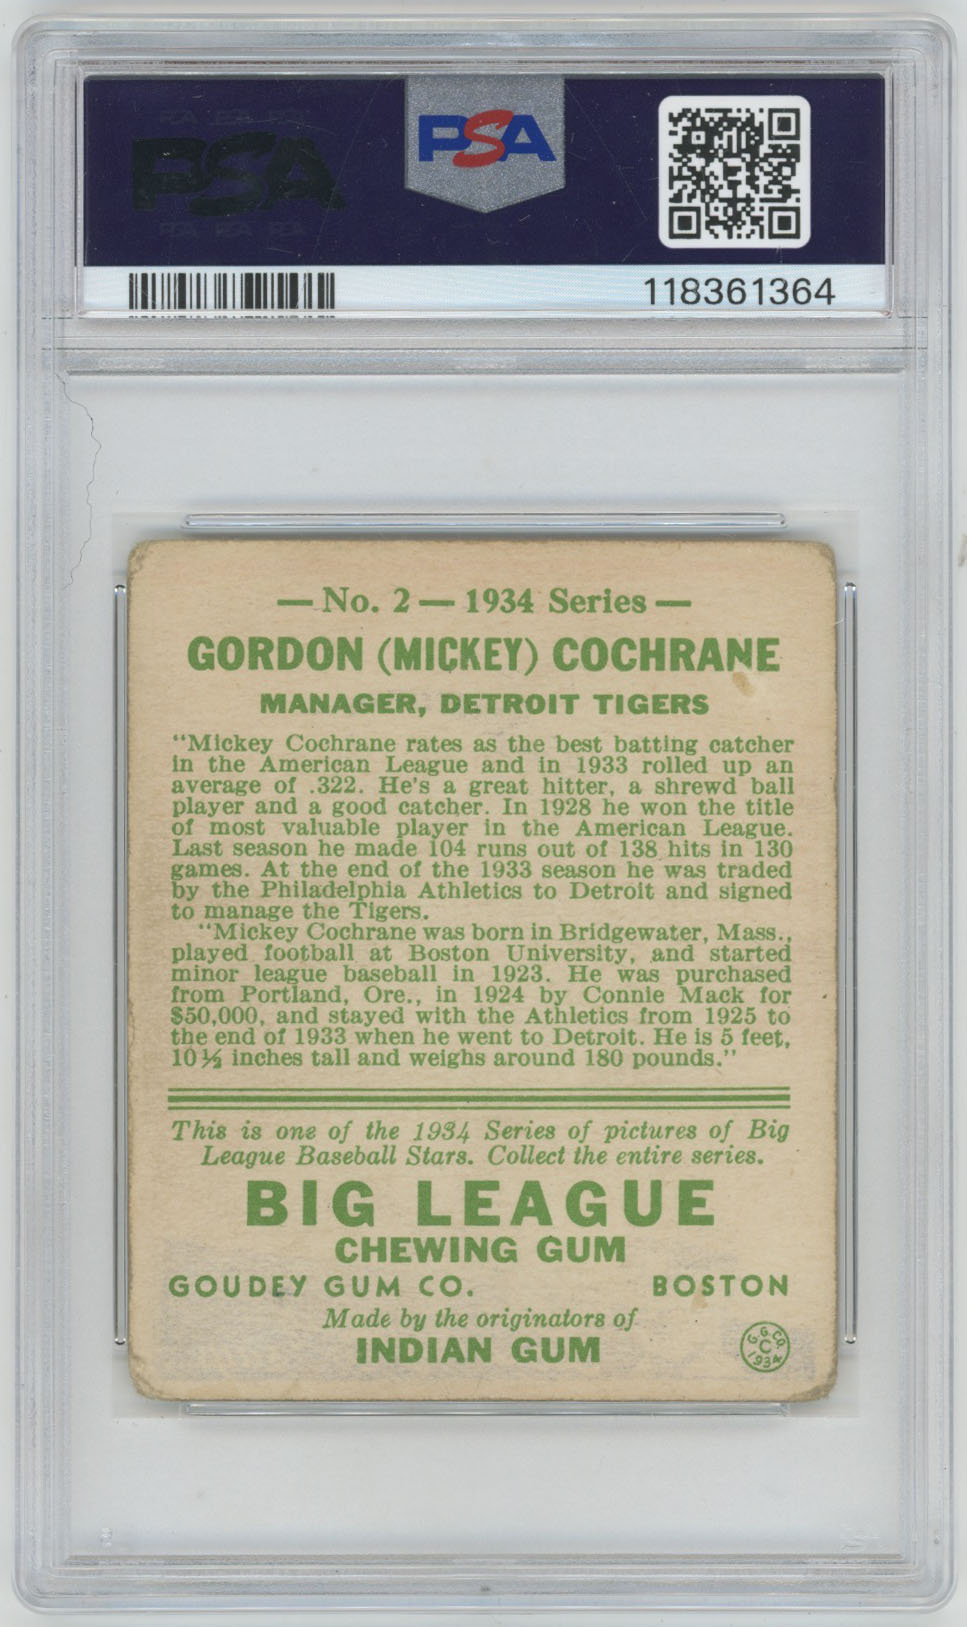 PSA PSA PSA
PSA
PSA PSA PSA
PSA
118361364
— No. 2 — 1934 Series —
GORDON (MICKEY) COCHRANE
MANAGER, DETROIT TIGERS
"Mickey Cochrane rates as the best batting catcher
in the American League and in 1933 rolled up an
average of .322. He's a great hitter, a shrewd ball
player and a good catcher. In 1928 he won the title
of most valuable player in the American League.
Last season he made 104 runs out of 138 hits in 130
games. At the end of the 1933 season he was traded
by the Philadelphia Athletics to Detroit and signed
to manage the Tigers.
"Mickey Cochrane was born in Bridgewater, Mass.,
played football at Boston University, and started
minor league baseball in 1923. He was purchased
from Portland, Ore., in 1924 by Connie Mack for
$50,000, and stayed with the Athletics from 1925 to
the end of 1933 when he went to Detroit. He is 5 feet,
10½ inches tall and weighs around 180 pounds."
This is one of the 1934 Series of pictures of Big
League Baseball Stars. Collect the entire series.
BIG LEAGUE
CHEWING GUM
GOUDEY GUM CO. BOSTON
Made by the originators of
INDIAN GUM
G.G.CO.
C
1934